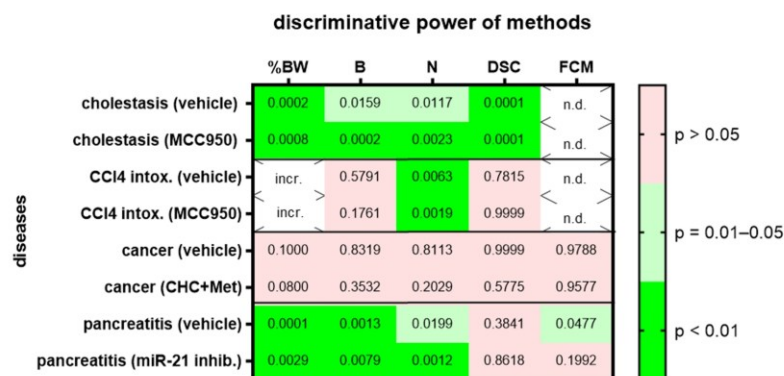 discriminative power of methods
%BW B N DSC FCM
cholestasis (vehicle) 0.0002 0.0159 0.0117 0.0001 n.d.
cholestasis (MCC950) 0.0008 0.0002 0.0023 0.0001 n.d.
CCl4 intox. (vehicle) incr. 0.5791 0.0063 0.7815 n.d.
CCl4 intox. (MCC950) incr. 0.1761 0.0019 0.9999 n.d.
cancer (vehicle) 0.1000 0.8319 0.8113 0.9999 0.9788
cancer (CHC+Met) 0.0800 0.3532 0.2029 0.5775 0.9577
pancreatitis (vehicle) 0.0001 0.0013 0.0199 0.3841 0.0477
pancreatitis (miR-21 inhib.) 0.0029 0.0079 0.0012 0.8618 0.1992
diseases
p > 0.05
p = 0.01–0.05
p < 0.01